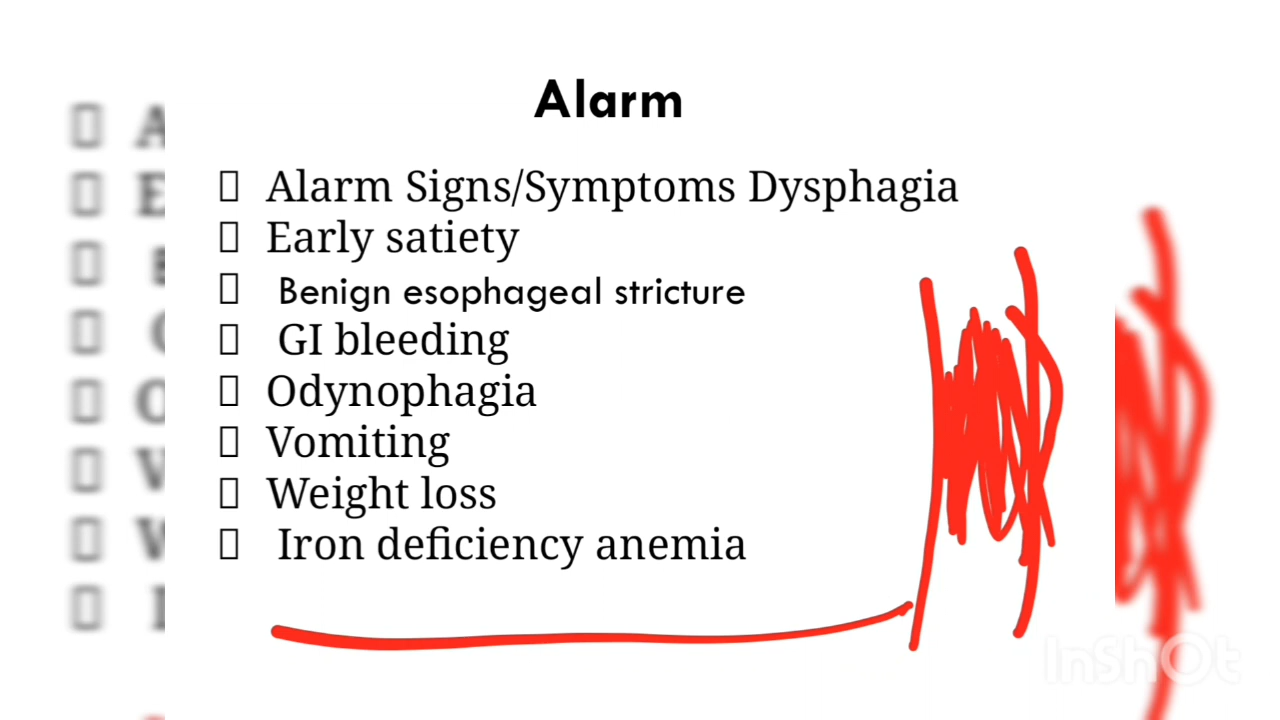 Alarm
Alarm Signs/Symptoms Dysphagia
Early satiety
Benign esophageal stricture
GI bleeding
Odynophagia
Vomiting
Weight loss
Iron deficiency anemia
InShOt